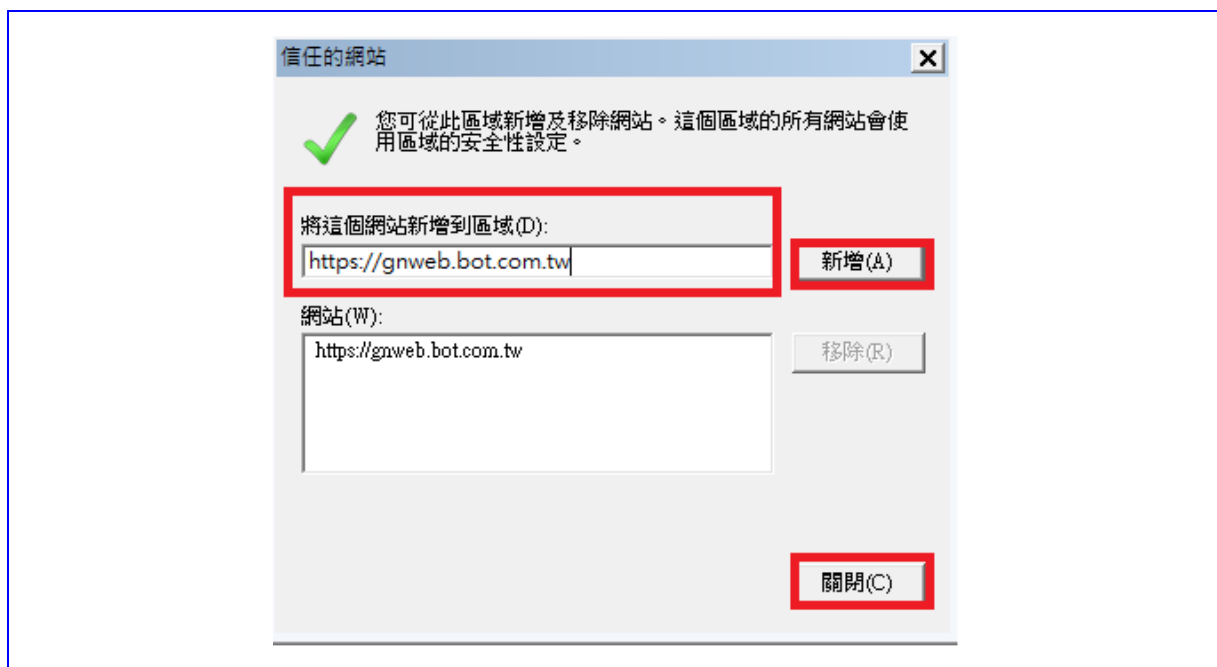 信任的網站
您可從此區域新增及移除網站。這個區域的所有網站會使
用區域的安全性設定。
將這個網站新增到區域(D):
https://gnweb.bot.com.tw
新增(A)
網站(W):
https://gnweb.bot.com.tw
移除(R)
關閉(C)